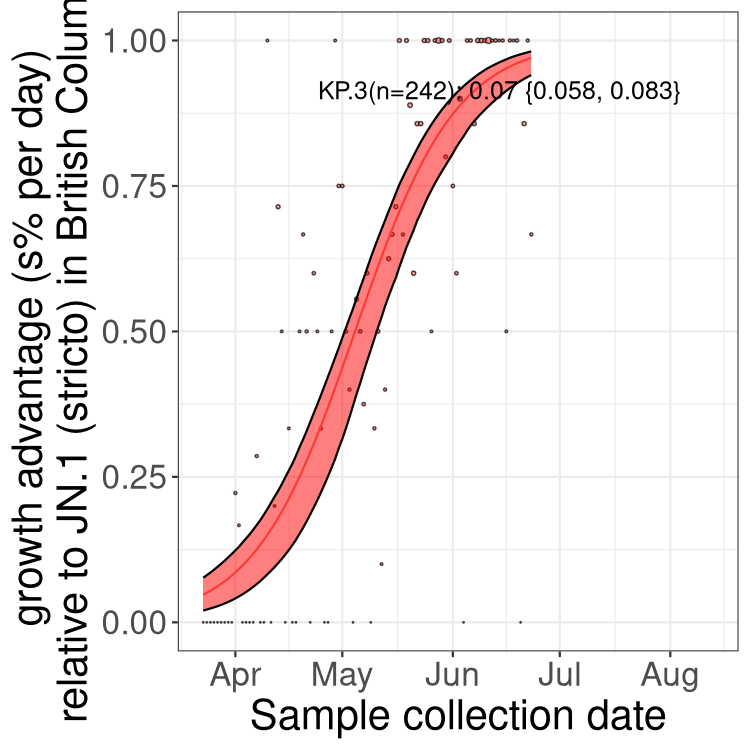 growth advantage (s% per day)
relative to JN.1 (stricto) in British Colum
1.00
0.75
0.50
0.25
0.00
KP.3(n=242): 0.07 {0.058, 0.083}
Apr May Jun Jul Aug
Sample collection date